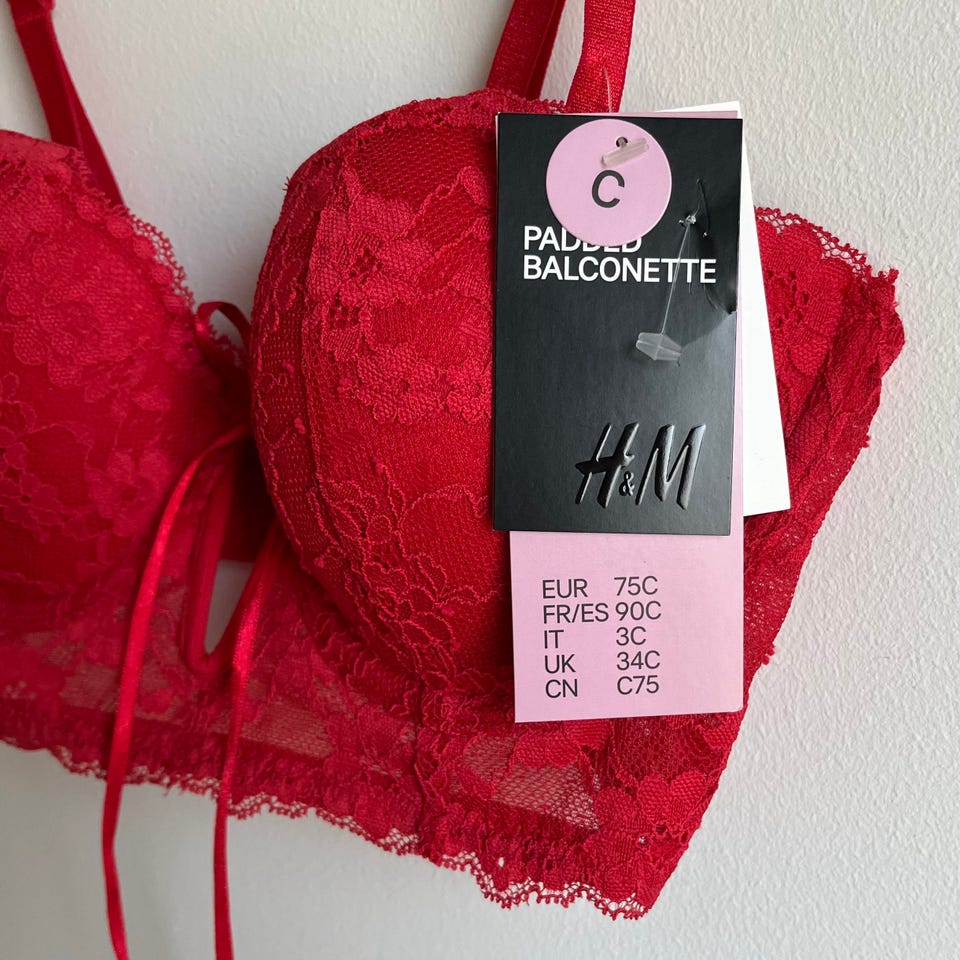 C
PADDED
BALCONETTE
H&M
EUR 75C
FR/ES 90C
IT 3C
UK 34C
CN C75